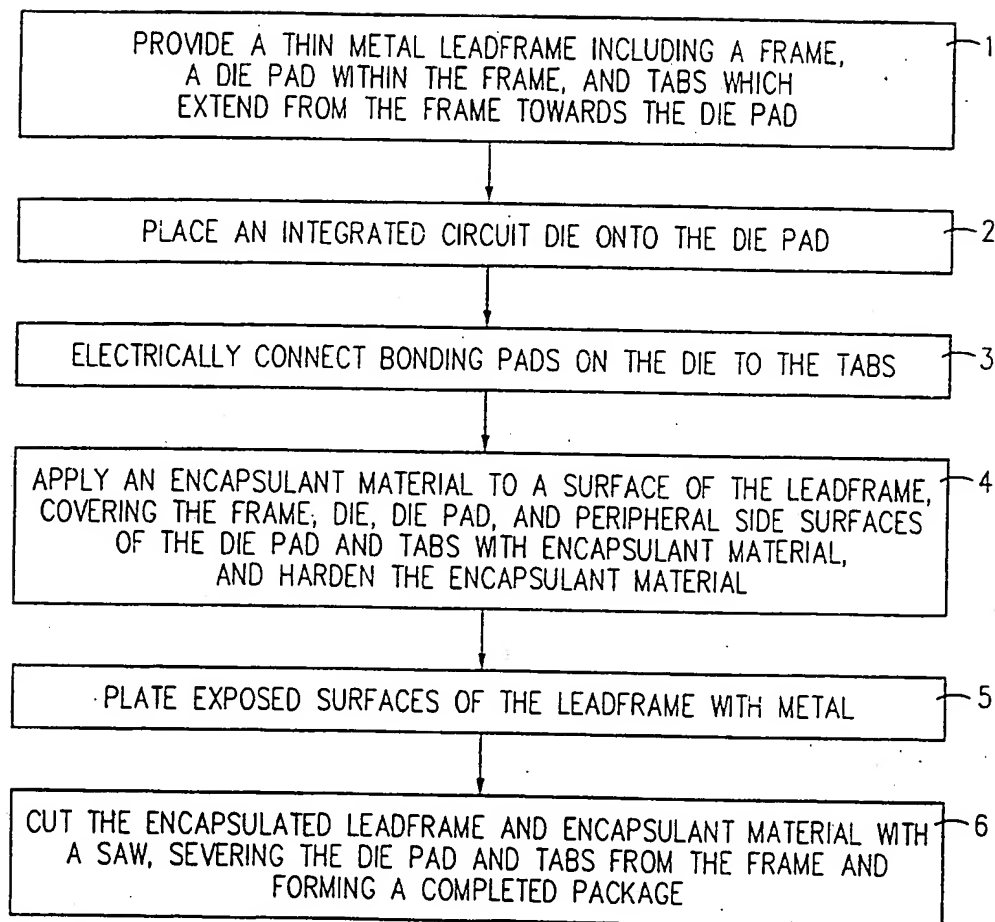 PROVIDE A THIN METAL LEADFRAME INCLUDING A FRAME, 1
A DIE PAD WITHIN THE FRAME, AND TABS WHICH
EXTEND FROM THE FRAME TOWARDS THE DIE PAD
PLACE AN INTEGRATED CIRCUIT DIE ONTO THE DIE PAD 2
ELECTRICALLY CONNECT BONDING PADS ON THE DIE TO THE TABS 3
APPLY AN ENCAPSULANT MATERIAL TO A SURFACE OF THE LEADFRAME, 4
COVERING THE FRAME, DIE, DIE PAD, AND PERIPHERAL SIDE SURFACES
OF THE DIE PAD AND TABS WITH ENCAPSULANT MATERIAL,
AND HARDEN THE ENCAPSULANT MATERIAL
PLATE EXPOSED SURFACES OF THE LEADFRAME WITH METAL 5
CUT THE ENCAPSULATED LEADFRAME AND ENCAPSULANT MATERIAL WITH 6
A SAW, SEVERING THE DIE PAD AND TABS FROM THE FRAME AND
FORMING A COMPLETED PACKAGE